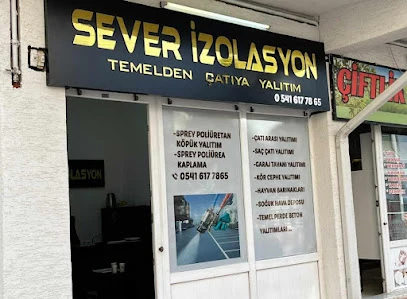 SEVER İZOLASYON
TEMELDEN ÇATIYA YALITIM
0 541 617 78 65
ÇİFTLİK
OLASYON
-SPREY POLİÜRETAN
KÖPÜK YALITIM
-SPREY POLİÜREA
KAPLAMA
0541 617 7865
-ÇATI ARASI YALITIMI
-SAÇ ÇATI YALITIMI
-GARAJ TAVANI YALITIMI
-KÖR CEPHE YALITIMI
-HAYVAN BARINAKLARI
-SOĞUK HAVA DEPOSU
-TEMEL PERDE BETON
YALITIMLARI ...